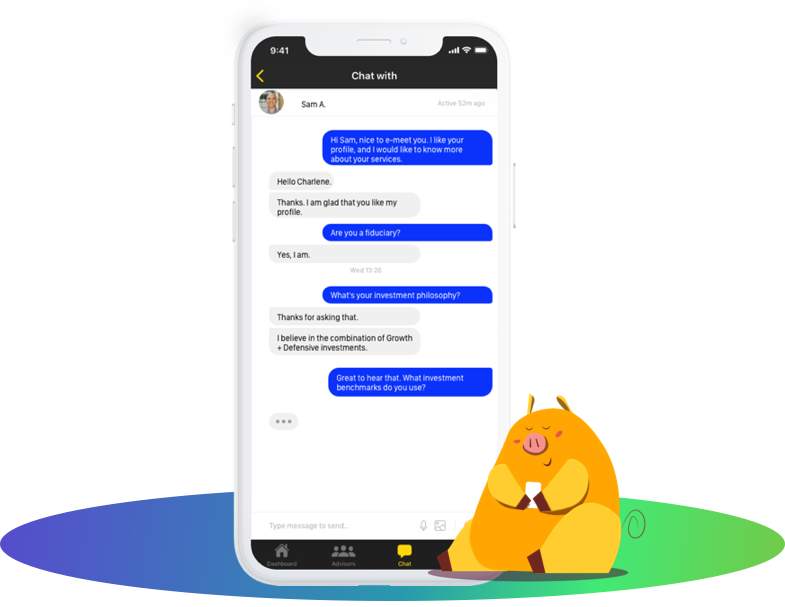 9:41
Chat with
Sam A.
Active 52m ago
Hi Sam, nice to e-meet you. I like your
profile, and I would like to know more
about your services.
Hello Charlene.
Thanks. I am glad that you like my
profile.
Are you a fiduciary?
Yes, I am.
Wed 13:26
What's your investment philosophy?
Thanks for asking that.
I believe in the combination of Growth
+ Defensive investments.
Great to hear that. What investment
benchmarks do you use?
Type message to send...
Dashboard
Advisors
Chat